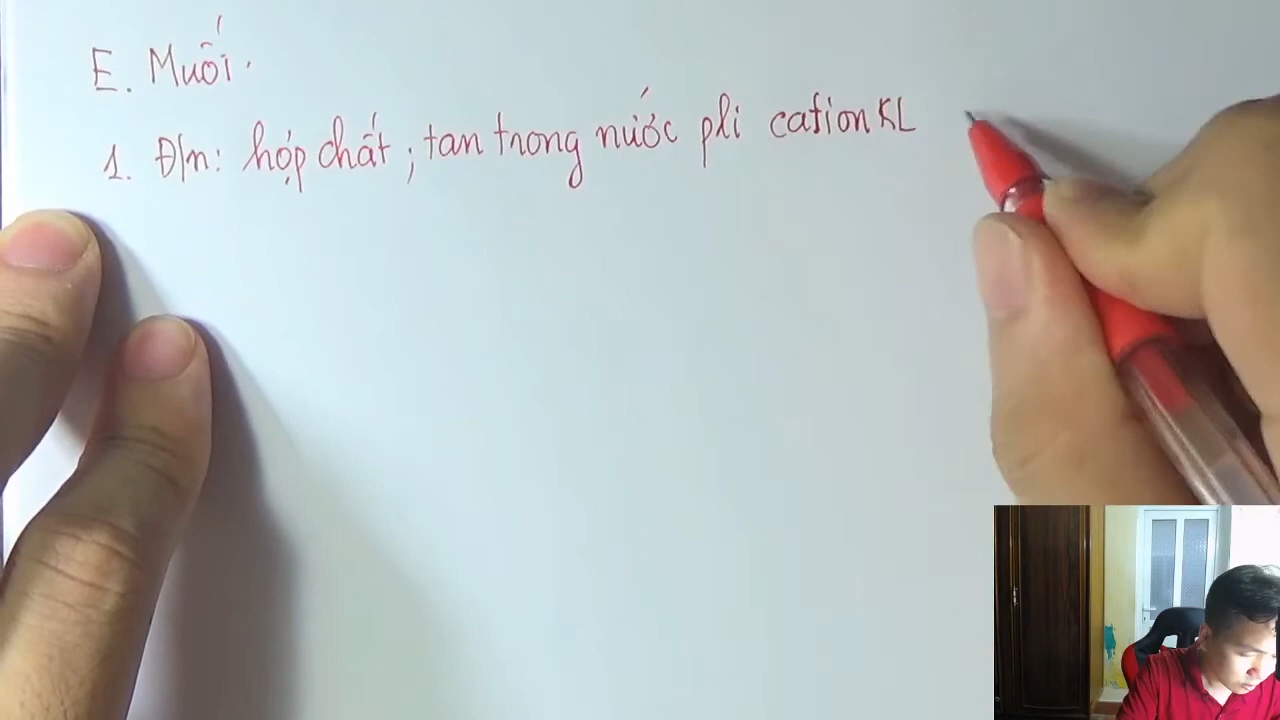 E. Muối.
1. Đ/n: hợp chất; tan trong nước pli cation KL